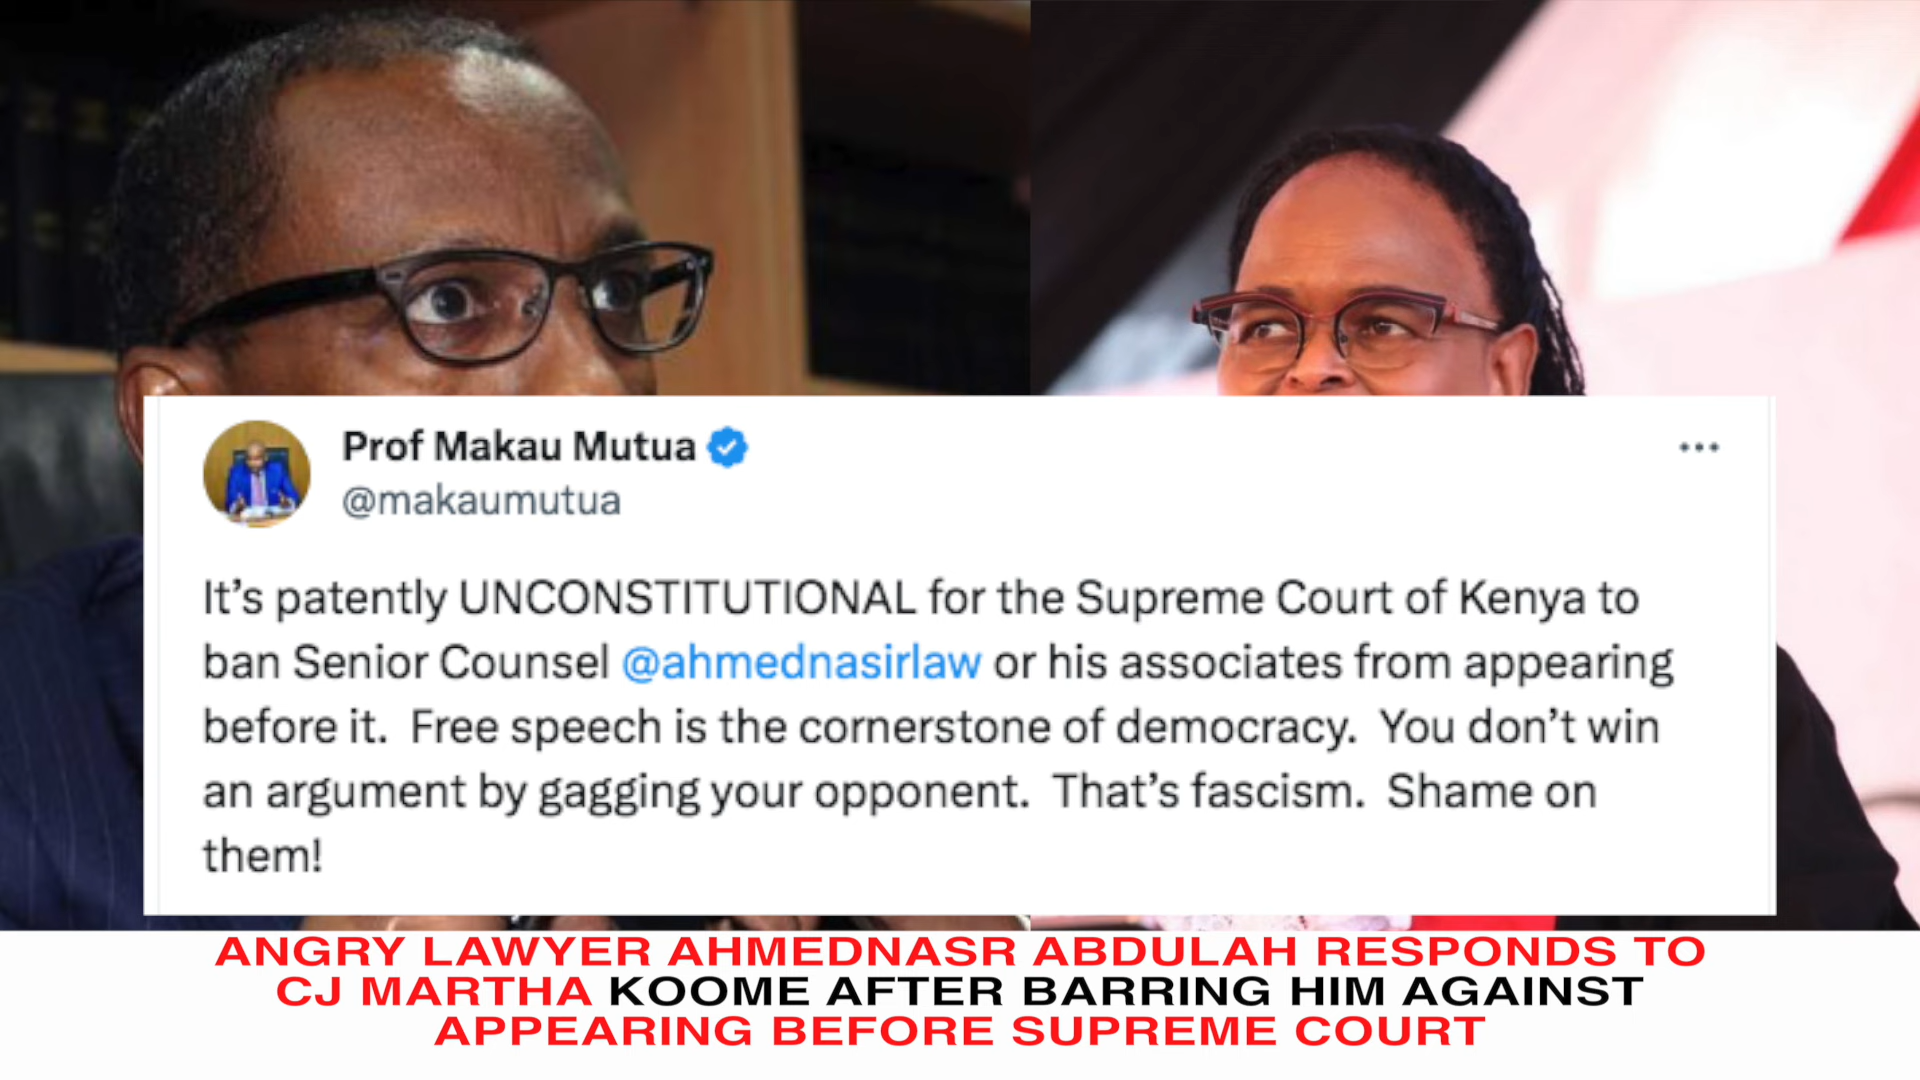 Prof Makau Mutua
@makaumutua
It’s patently UNCONSTITUTIONAL for the Supreme Court of Kenya to
ban Senior Counsel @ahmednasirlaw or his associates from appearing
before it.  Free speech is the cornerstone of democracy.  You don’t win
an argument by gagging your opponent.  That’s fascism.  Shame on
them!
ANGRY LAWYER AHMEDNASR ABDULAH RESPONDS TO
CJ MARTHA KOOME AFTER BARRING HIM AGAINST
APPEARING BEFORE SUPREME COURT